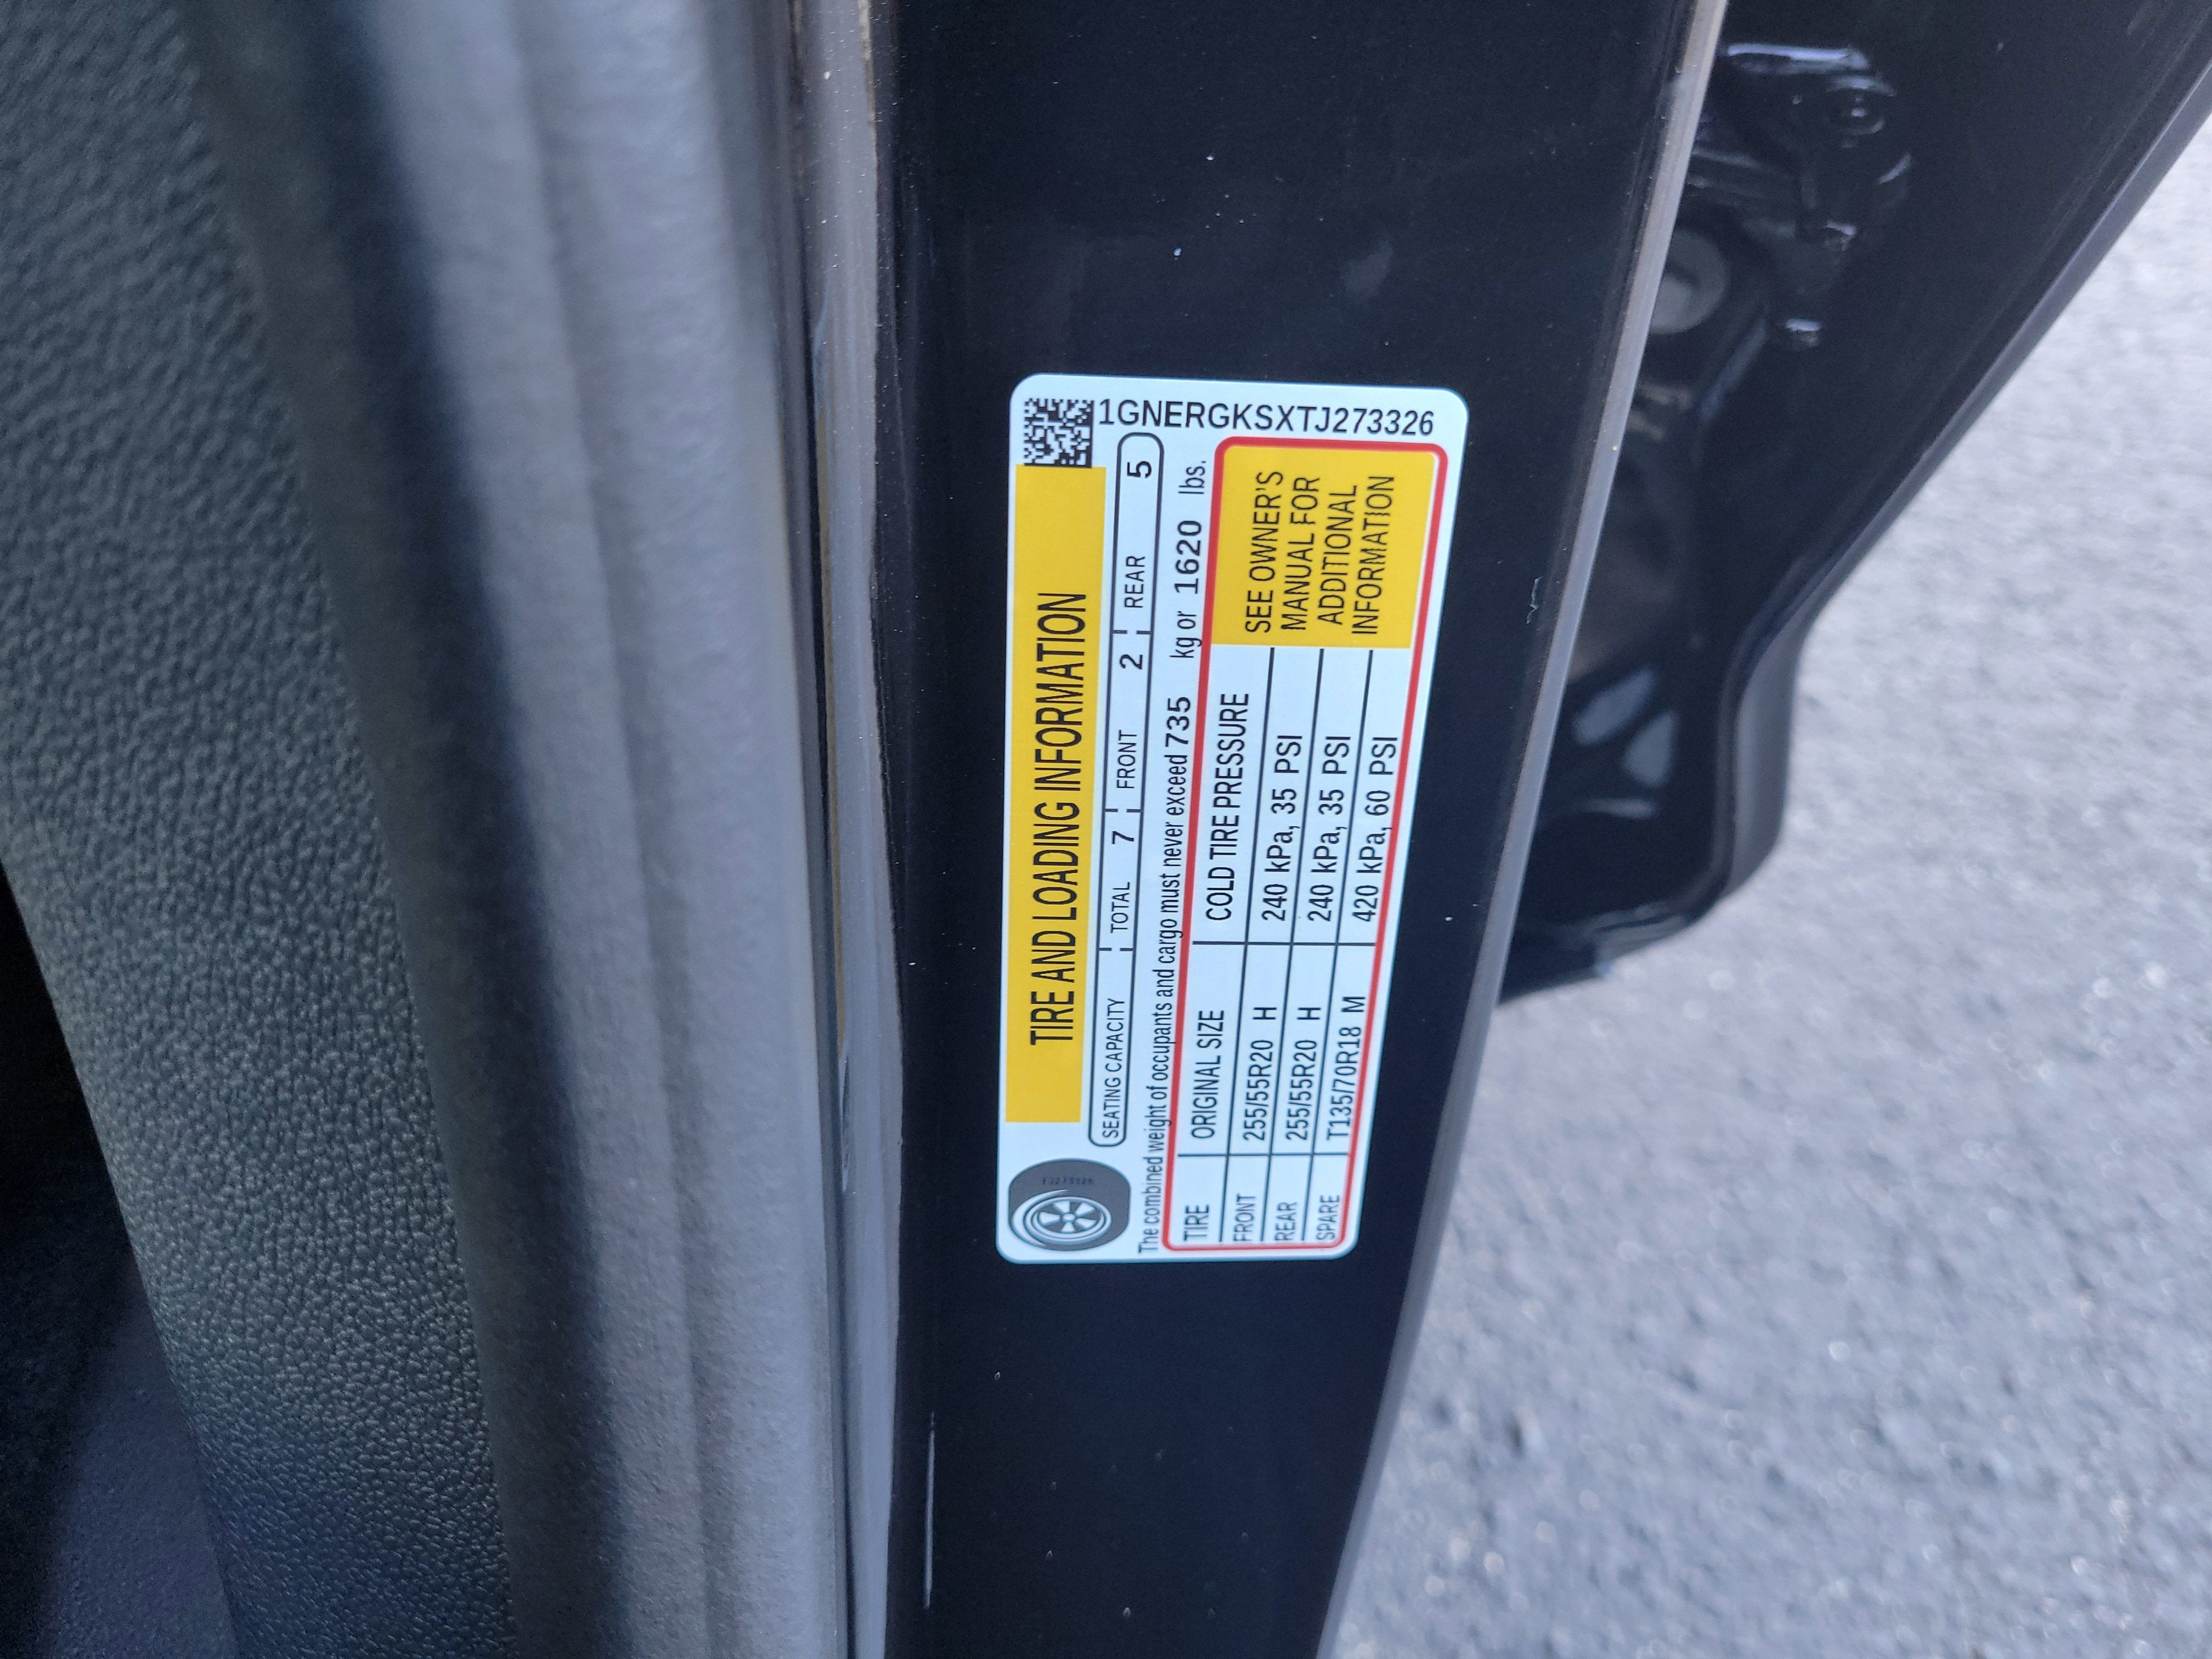 1GNERGKSXTJ273326
TIRE AND LOADING INFORMATION
SEATING CAPACITY TOTAL 7 FRONT 2 REAR 5
The combined weight of occupants and cargo must never exceed 735 kg or 1620 lbs.
TIRE ORIGINAL SIZE COLD TIRE PRESSURE
FRONT 255/55R20 H 240 kPa, 35 PSI
REAR 255/55R20 H 240 kPa, 35 PSI
SPARE T135/70R18 M 420 kPa, 60 PSI
SEE OWNER'S
MANUAL FOR
ADDITIONAL
INFORMATION